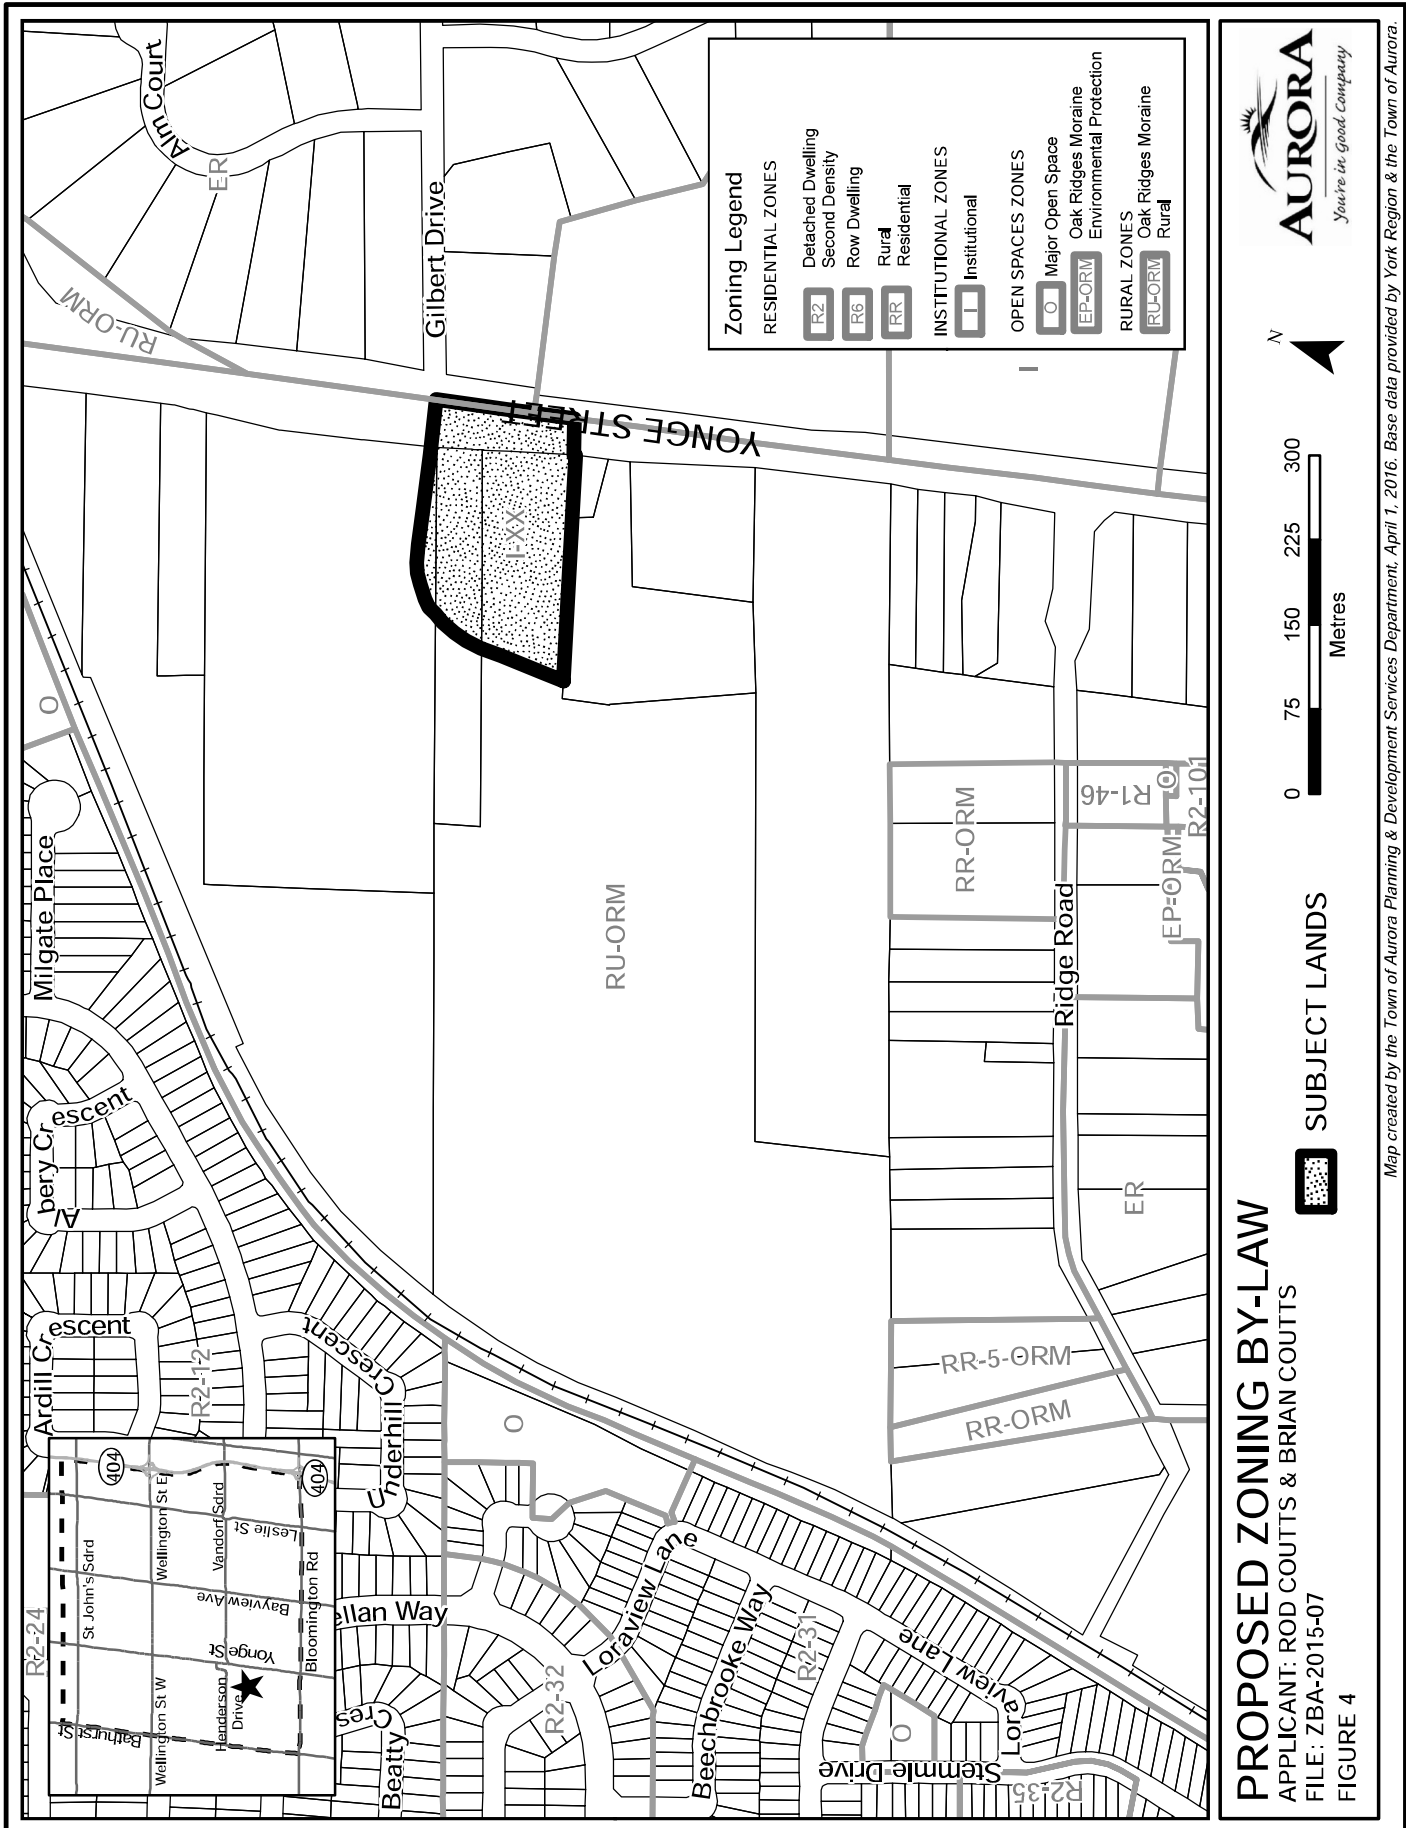 Alm Court
ER
Gilbert Drive
RU-ORM
YONGE STREET
I-XX
I
O
Milgate Place
Albery Crescent
Ardill Crescent
R2-12
Underhill Crescent
R2-24
ellan Way
Beatty Cres
R2-32
O
Loraview Lane
Beechbrooke Way
R2-31
Loraview Lane
O
Stemmle Drive
R2-35
RU-ORM
RR-ORM
R1-46
O
R2-101
EP-ORM
Ridge Road
ER
RR-5-ORM
RR-ORM
404
404
St John's Sdrd
Wellington St E
Wellington St W
Vandorf Sdrd
Henderson
Drive
Leslie St
Bayview Ave
Yonge St
Bathurst St
Bloomington Rd
Zoning Legend
RESIDENTIAL ZONES
R2 Detached Dwelling
Second Density
R6 Row Dwelling
RR Rural
Residential
INSTITUTIONAL ZONES
I Institutional
OPEN SPACES ZONES
O Major Open Space
EP-ORM Oak Ridges Moraine
Environmental Protection
RURAL ZONES
RU-ORM Oak Ridges Moraine
Rural
PROPOSED ZONING BY-LAW
APPLICANT: ROD COUTTS & BRIAN COUTTS
FILE: ZBA-2015-07
FIGURE 4
SUBJECT LANDS
0 75 150 225 300
Metres
N
AURORA
You're in Good Company
Map created by the Town of Aurora Planning & Development Services Department, April 1, 2016. Base data provided by York Region & the Town of Aurora.